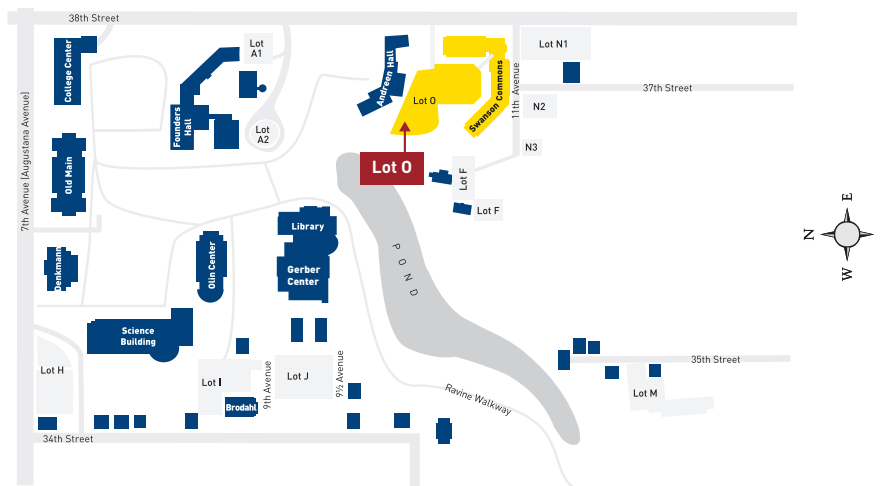 38th Street
College Center
Lot
A1
Founders
Hall
Lot
A2
Andreen Hall
Lot O
Swanson Commons
11th Avenue
Lot N1
37th Street
N2
N3
Lot O
Lot F
Lot F
7th Avenue (Augustana Avenue)
Old Main
Denkmann
Olin Center
Library
Gerber
Center
POND
N
E
W
Science
Building
Lot H
Lot I
Brodahl
9th Avenue
Lot J
9½ Avenue
Ravine Walkway
35th Street
Lot M
34th Street